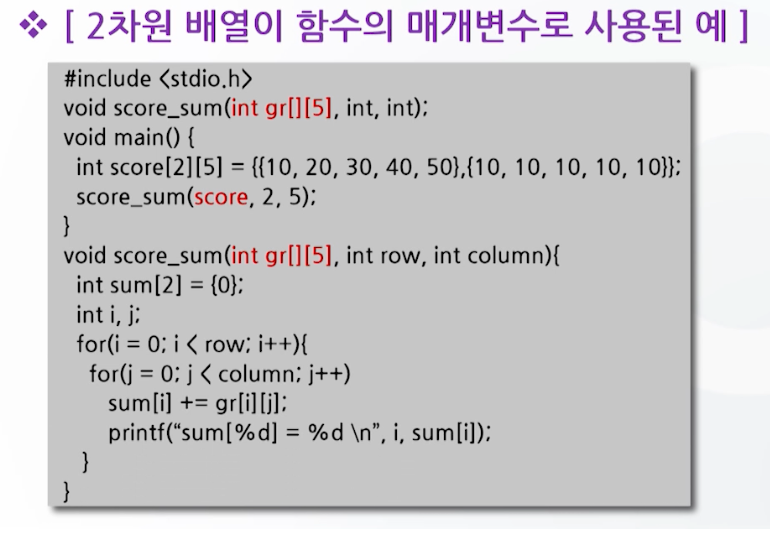 ❖ [ 2차원 배열이 함수의 매개변수로 사용된 예 ]
#include <stdio.h>
void score_sum(int gr[][5], int, int);
void main() {
int score[2][5] = {{10, 20, 30, 40, 50},{10, 10, 10, 10, 10}};
score_sum(score, 2, 5);
}
void score_sum(int gr[][5], int row, int column){
int sum[2] = {0};
int i, j;
for(i = 0; i < row; i++){
for(j = 0; j < column; j++)
sum[i] += gr[i][j];
printf(“sum[%d] = %d \n”, i, sum[i]);
}
}